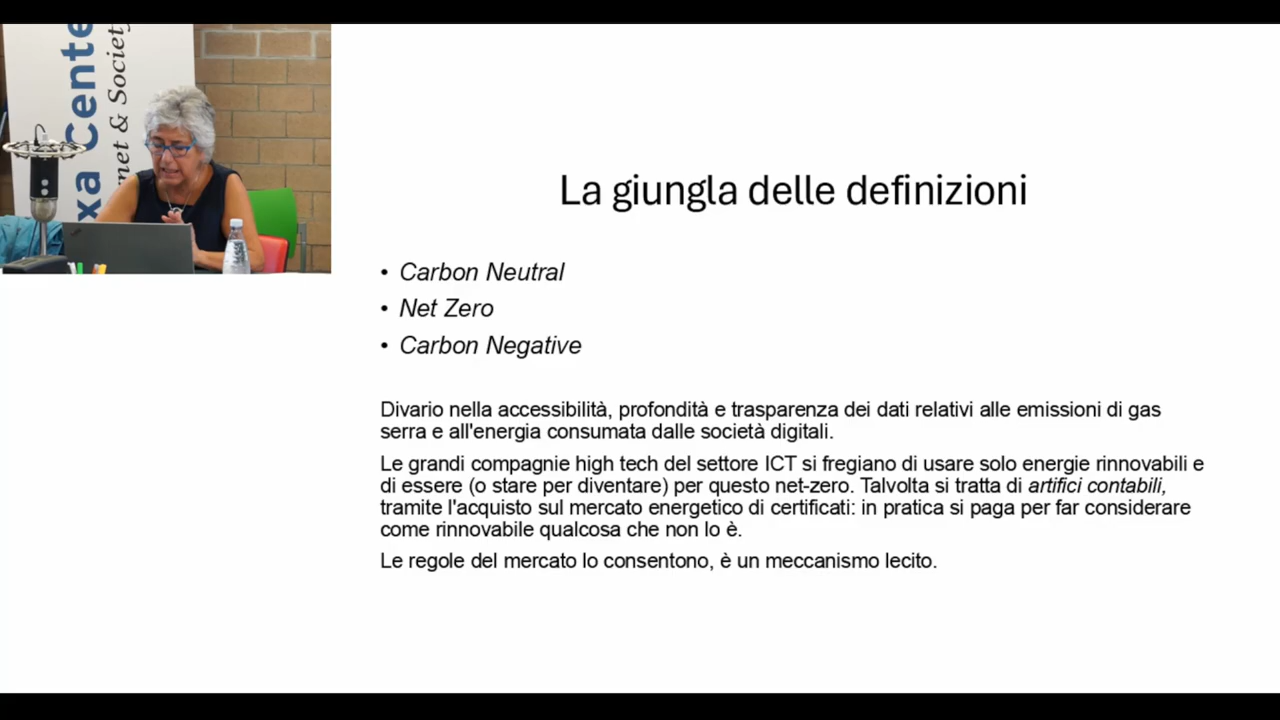 xa Cente
net & Society
La giungla delle definizioni
• Carbon Neutral
• Net Zero
• Carbon Negative
Divario nella accessibilità, profondità e trasparenza dei dati relativi alle emissioni di gas
serra e all'energia consumata dalle società digitali.
Le grandi compagnie high tech del settore ICT si fregiano di usare solo energie rinnovabili e
di essere (o stare per diventare) per questo net-zero. Talvolta si tratta di artifici contabili,
tramite l'acquisto sul mercato energetico di certificati: in pratica si paga per far considerare
come rinnovabile qualcosa che non lo è.
Le regole del mercato lo consentono, è un meccanismo lecito.